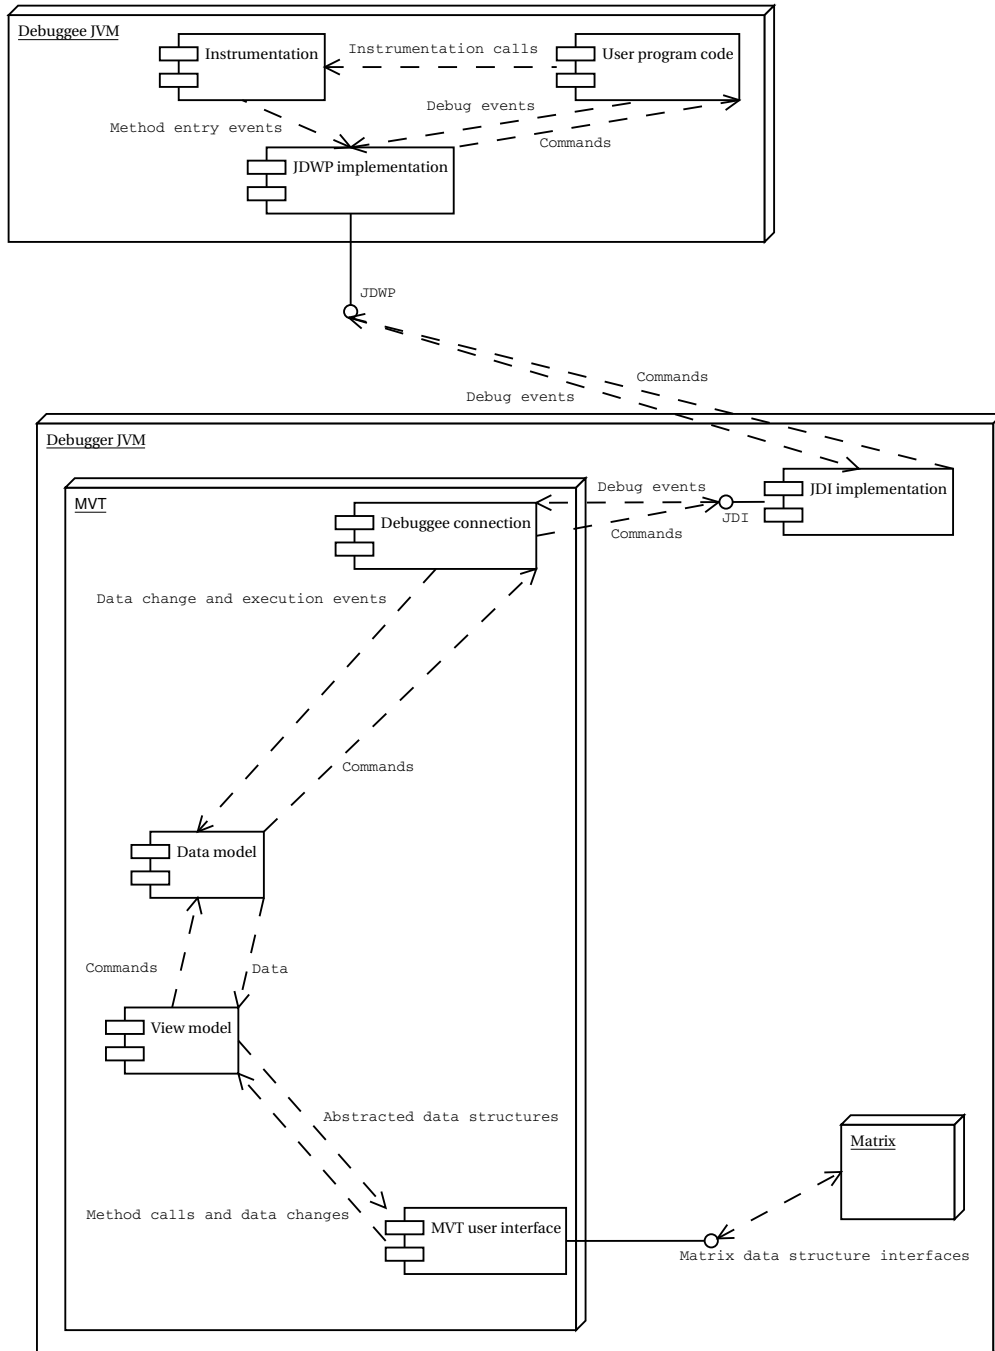 Debuggee JVM
Instrumentation
Instrumentation calls
User program code
Debug events
Method entry events
Commands
JDWP implementation
JDWP
Commands
Debug events
Debugger JVM
MVT
Debug events
JDI implementation
Debuggee connection
JDI
Commands
Data change and execution events
Commands
Data model
Commands
Data
View model
Abstracted data structures
Matrix
Method calls and data changes
MVT user interface
Matrix data structure interfaces